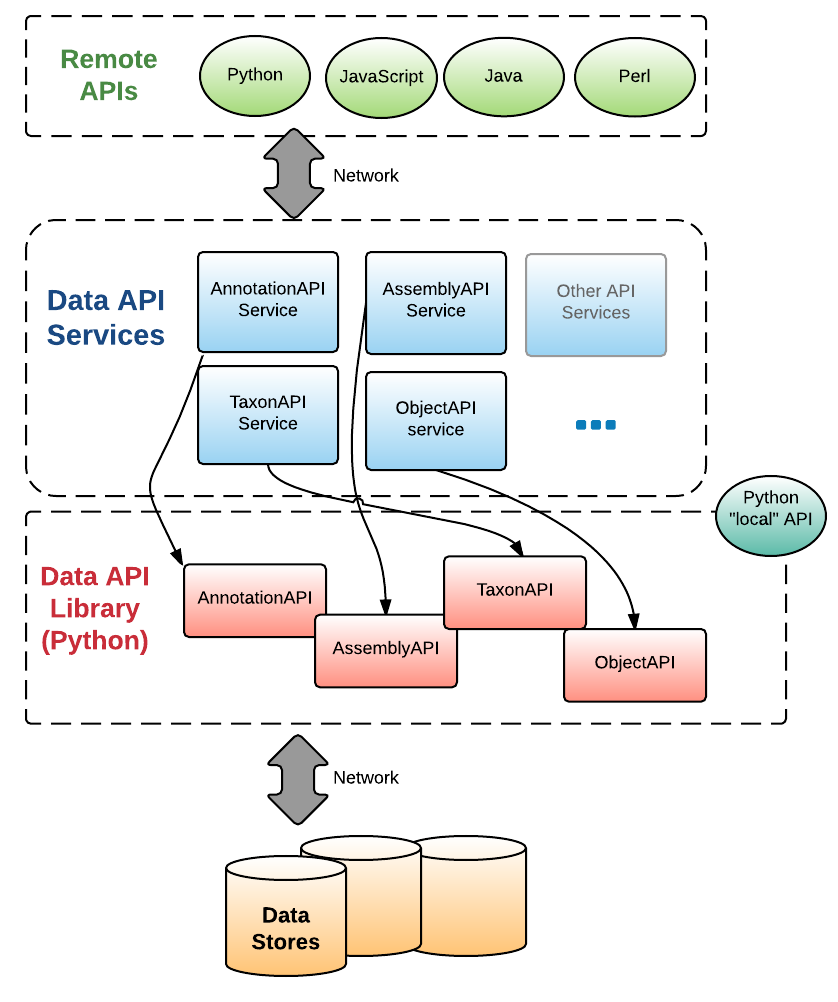 Remote
APIs
Python
JavaScript
Java
Perl
Network
Data API
Services
AnnotationAPI
Service
AssemblyAPI
Service
Other API
Services
TaxonAPI
Service
ObjectAPI
service
Python
"local" API
Data API
Library
(Python)
AnnotationAPI
AssemblyAPI
TaxonAPI
ObjectAPI
Network
Data
Stores